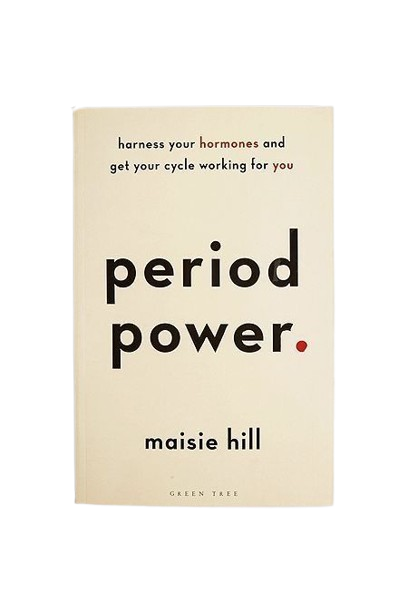 harness your hormones and
get your cycle working for you
period
power.
maisie hill
GREEN TREE